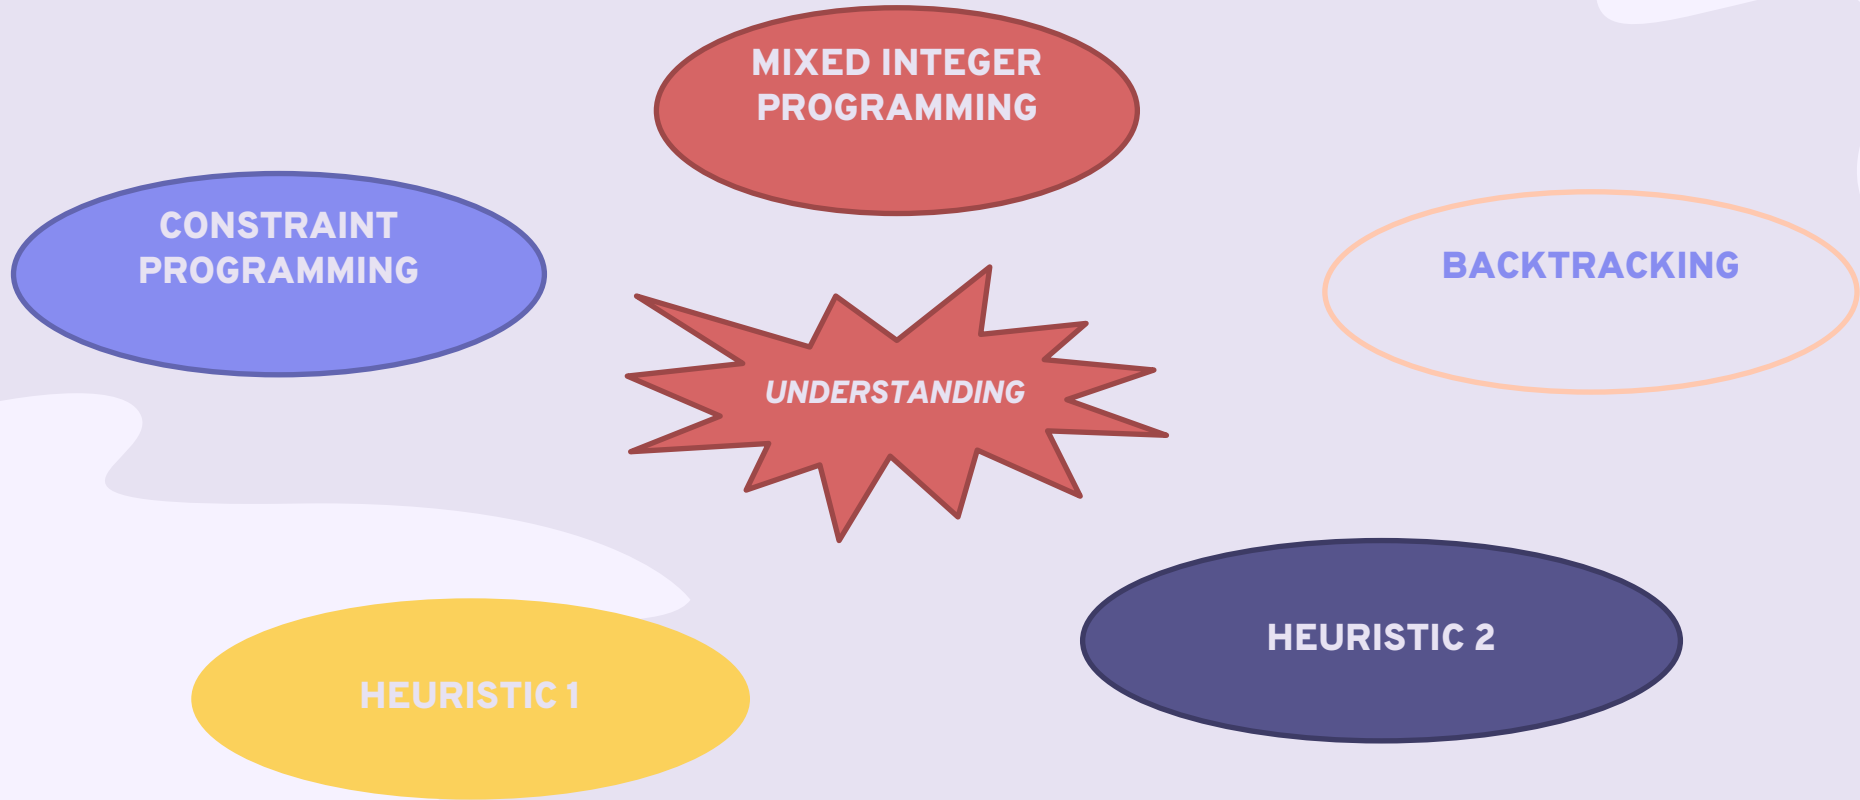 MIXED INTEGER
PROGRAMMING
CONSTRAINT
PROGRAMMING
BACKTRACKING
UNDERSTANDING
HEURISTIC 1
HEURISTIC 2